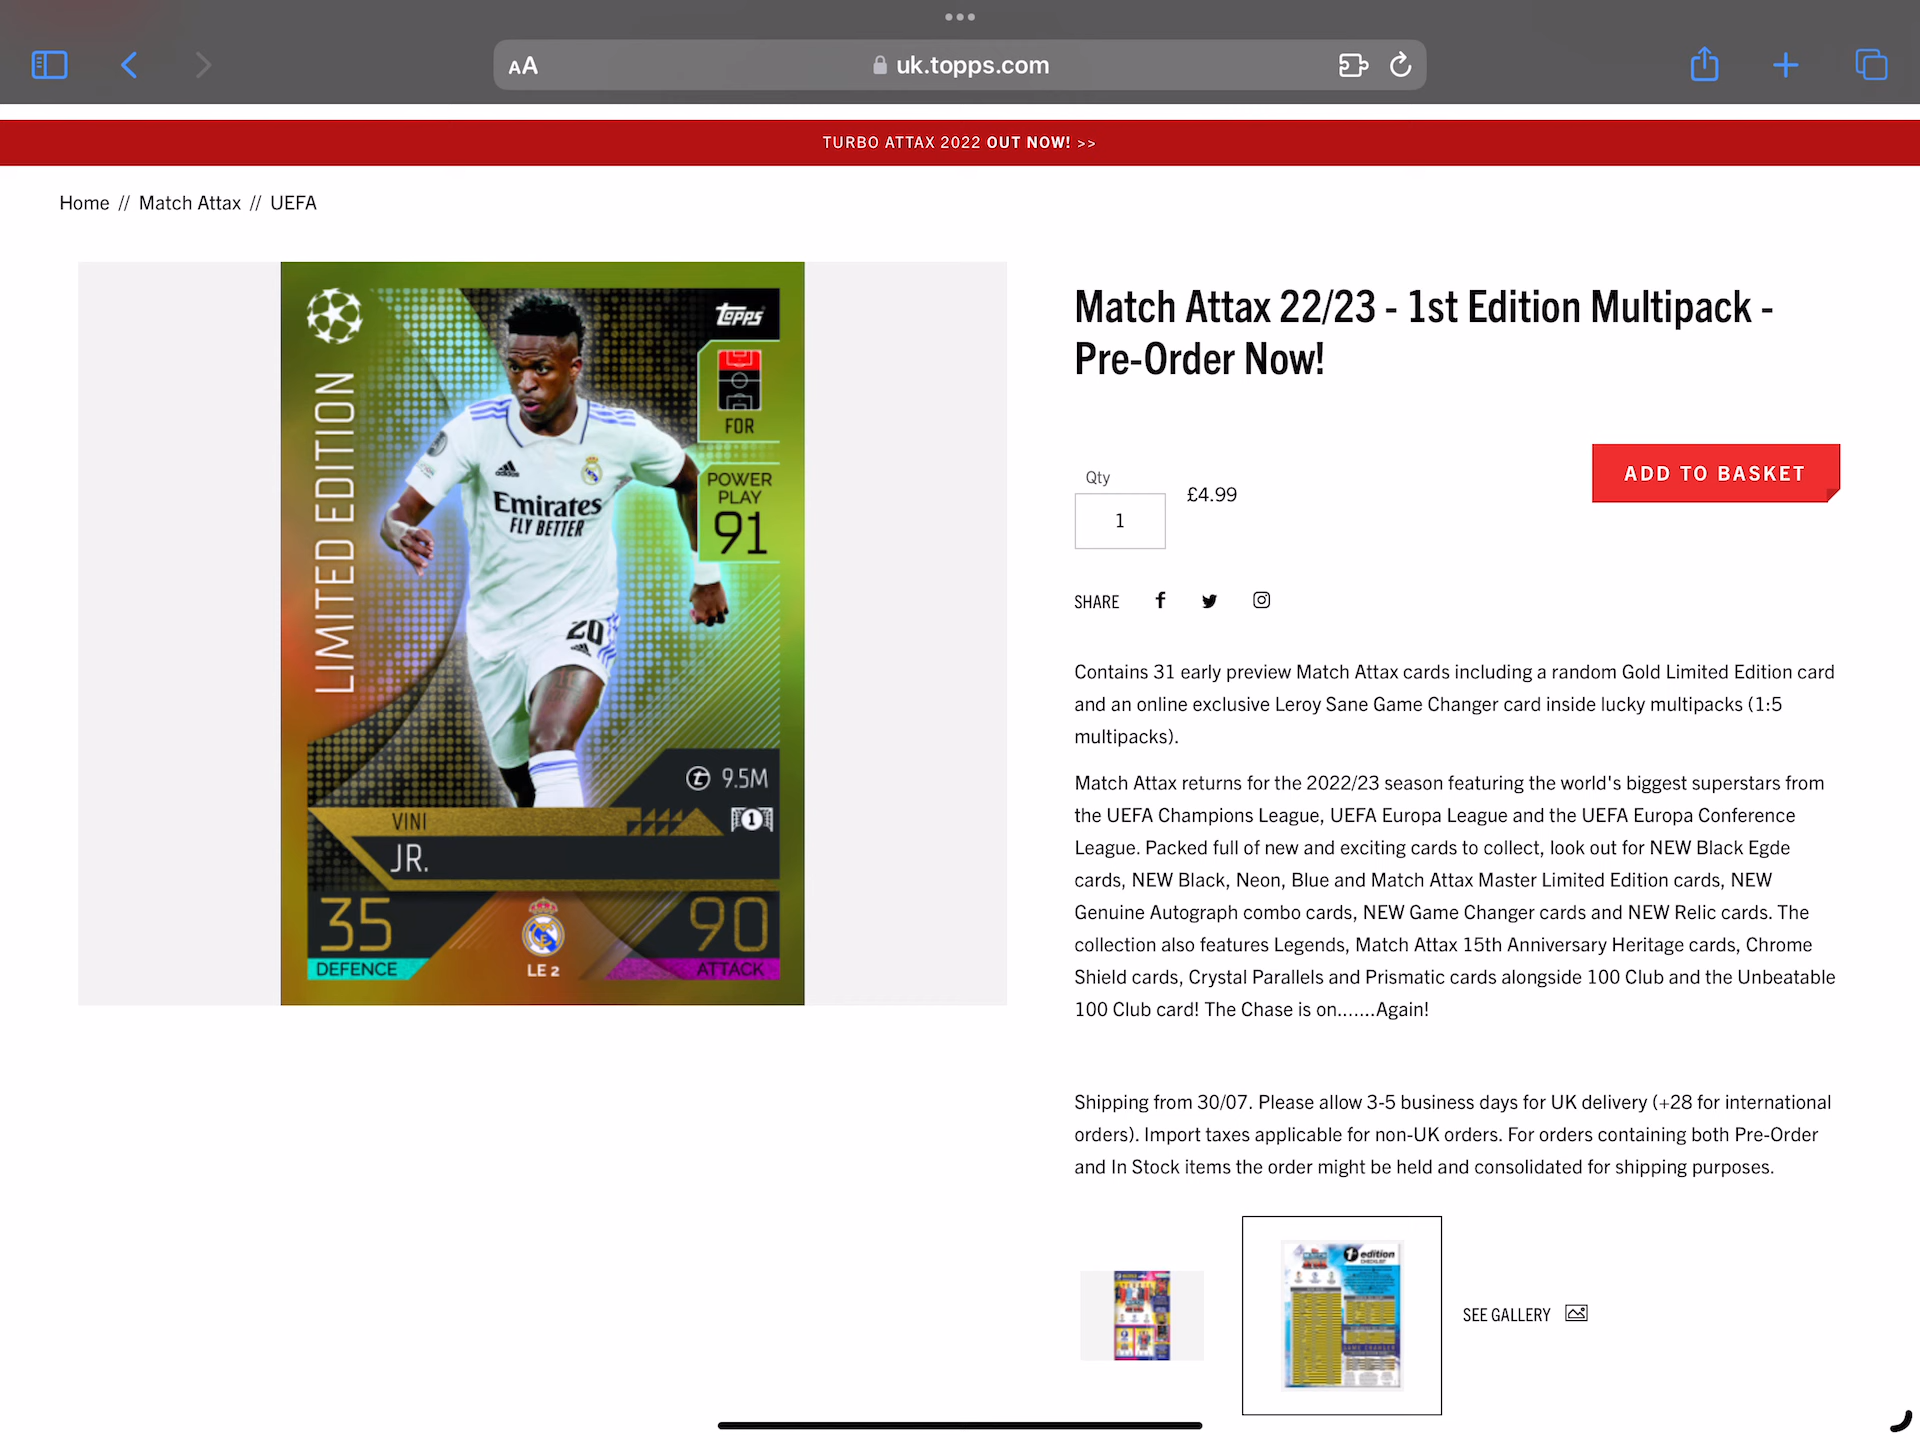 AA
uk.topps.com
TURBO ATTAX 2022 OUT NOW! >>
Home // Match Attax // UEFA
LIMITED EDITION
Topps
FOR
POWER
PLAY
91
adidas
Emirates
FLY BETTER
20
t 9.5M
VINI
1
JR.
35
90
DEFENCE
LE 2
ATTACK
Match Attax 22/23 - 1st Edition Multipack -
Pre-Order Now!
Qty
1
£4.99
ADD TO BASKET
SHARE
Contains 31 early preview Match Attax cards including a random Gold Limited Edition card
and an online exclusive Leroy Sane Game Changer card inside lucky multipacks (1:5
multipacks).
Match Attax returns for the 2022/23 season featuring the world's biggest superstars from
the UEFA Champions League, UEFA Europa League and the UEFA Europa Conference
League. Packed full of new and exciting cards to collect, look out for NEW Black Egde
cards, NEW Black, Neon, Blue and Match Attax Master Limited Edition cards, NEW
Genuine Autograph combo cards, NEW Game Changer cards and NEW Relic cards. The
collection also features Legends, Match Attax 15th Anniversary Heritage cards, Chrome
Shield cards, Crystal Parallels and Prismatic cards alongside 100 Club and the Unbeatable
100 Club card! The Chase is on.......Again!
Shipping from 30/07. Please allow 3-5 business days for UK delivery (+28 for international
orders). Import taxes applicable for non-UK orders. For orders containing both Pre-Order
and In Stock items the order might be held and consolidated for shipping purposes.
1st edition
CHECKLIST
GAME CHANGER
SEE GALLERY